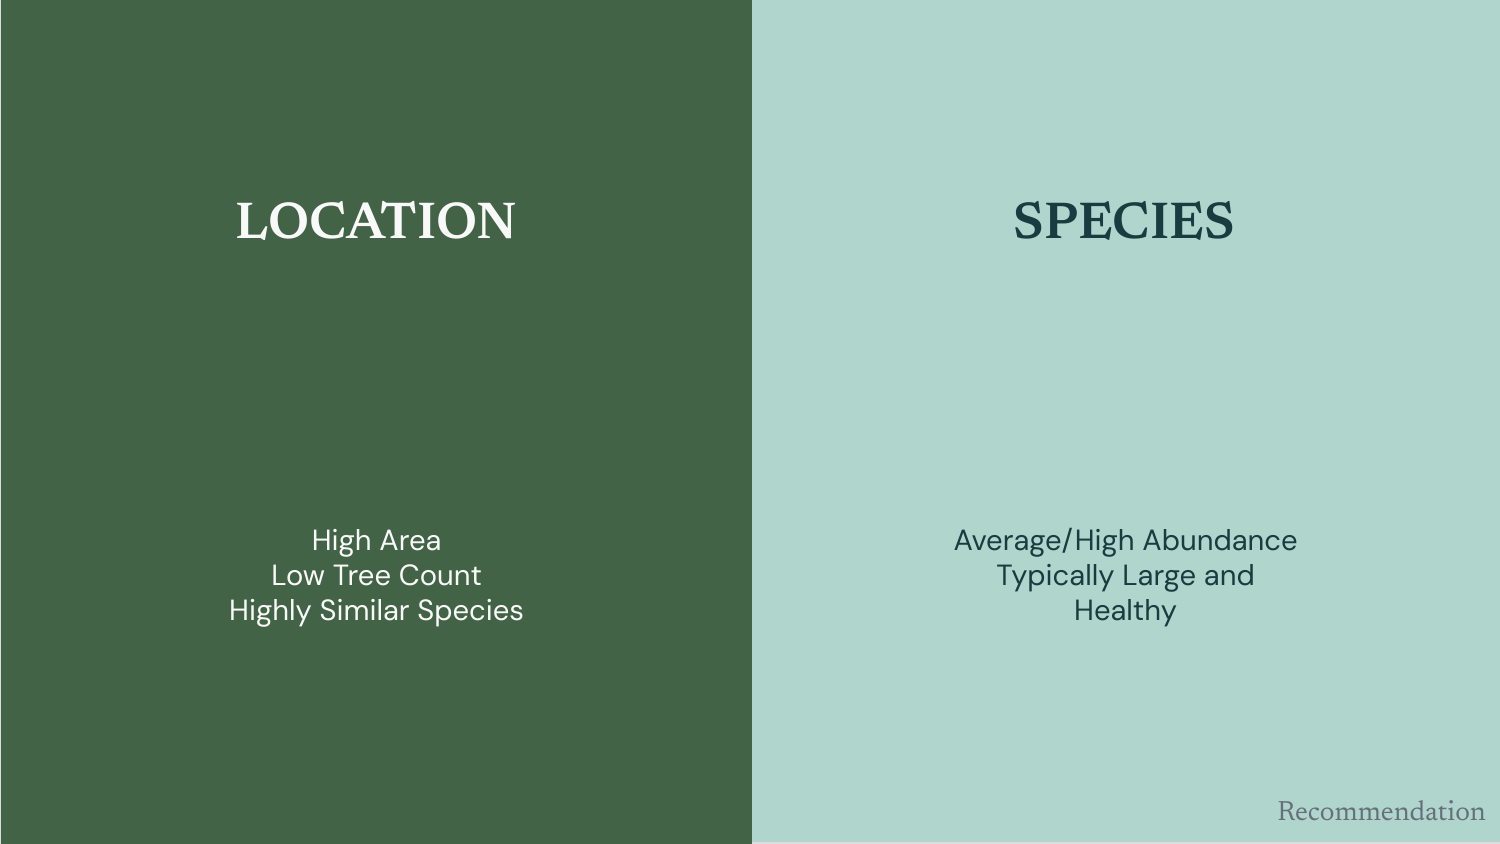 LOCATION
High Area
Low Tree Count
Highly Similar Species
SPECIES
Average/High Abundance
Typically Large and
Healthy
Recommendation